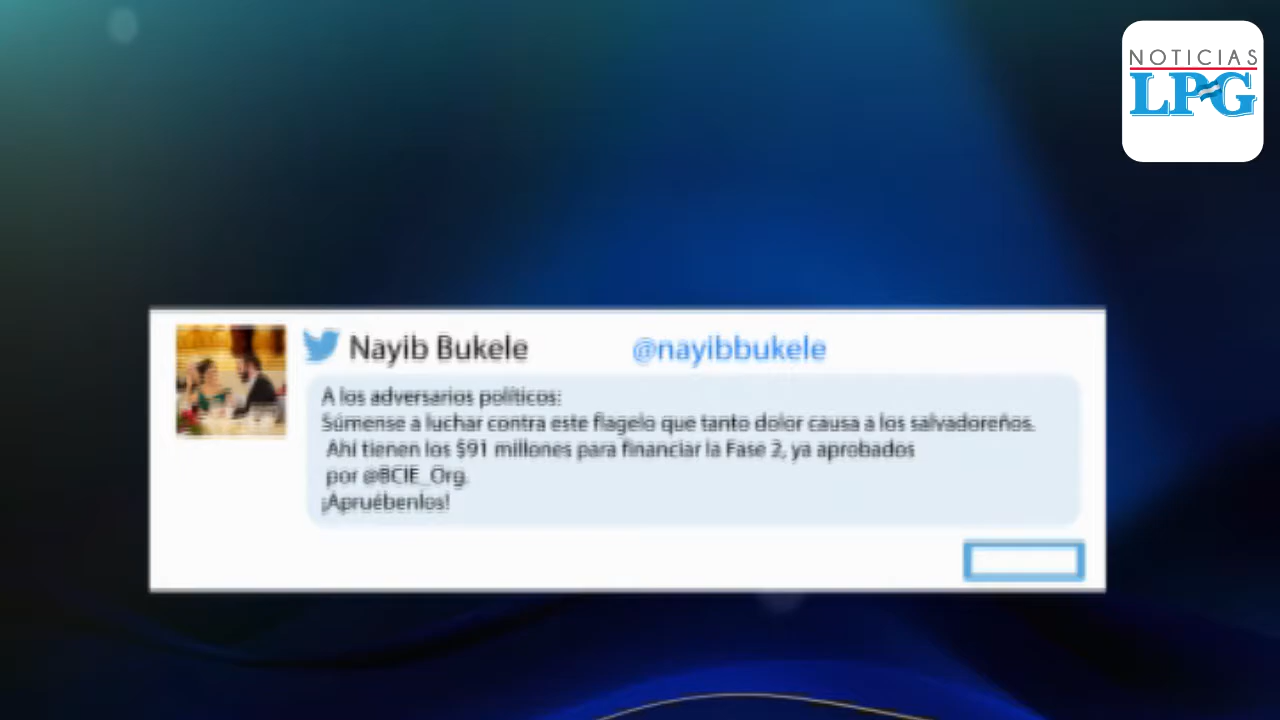 NOTICIAS
LPG
Nayib Bukele @nayibbukele
A los adversarios políticos:
Súmense a luchar contra este flagelo que tanto dolor causa a los salvadoreños.
Ahí tienen los $91 millones para financiar la Fase 2, ya aprobados
por @BCIE_Org.
¡Apruébenlos!